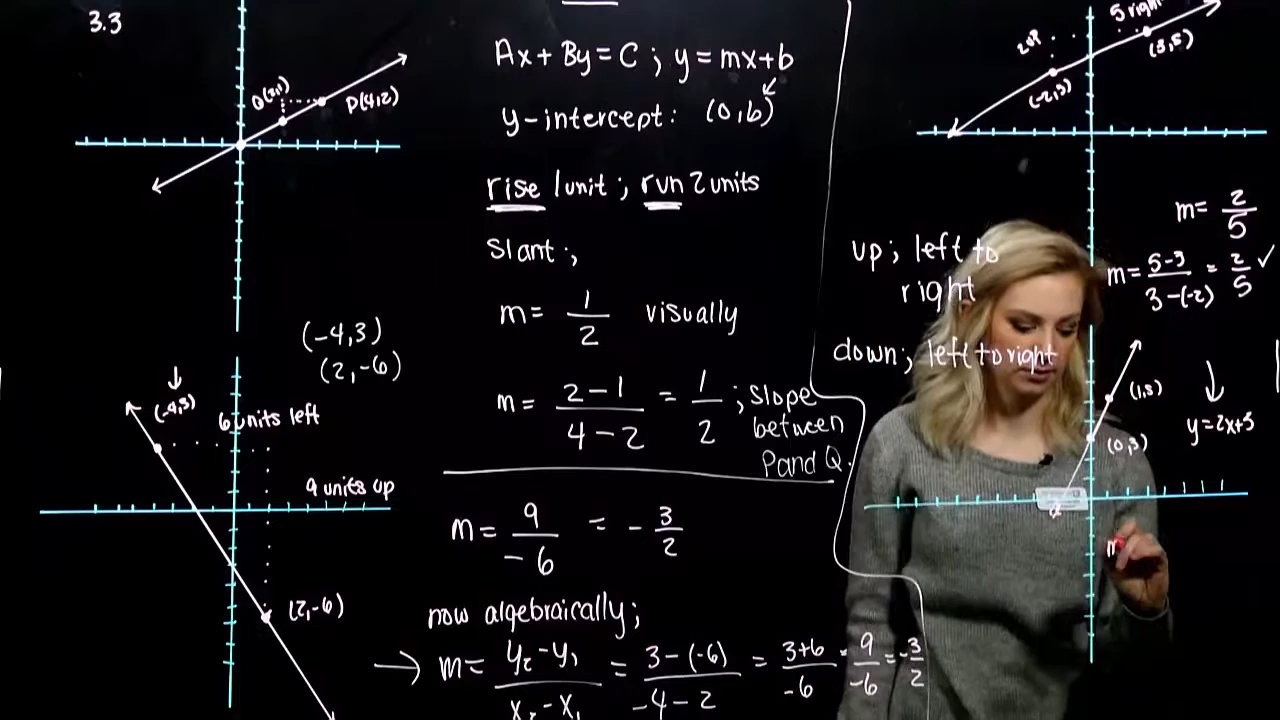 3.3
Q(2,1)
P(4,2)
Ax + By = C ; y = mx + b
y-intercept: (0,b)
rise 1 unit ; run 2 units
slant ;
m = 1/2 visually
m = (2-1)/(4-2) = 1/2 ; slope
between
P and Q.
(-4,3)
(2,-6)
(-4,3)
6 units left
9 units up
(2,-6)
m = 9/-6 = -3/2
now algebraically;
→ m = (y₂-y₁)/(x₂-x₁) = (3-(-6))/(-4-2) = (3+6)/-6 = 9/-6 = -3/2
5 right
2 up
(3,5)
(-2,3)
m = 2/5
m = (5-3)/(3-(-2)) = 2/5 ✓
up; left to
right
down; left to right
(1,5)
y=2x+3
(0,3)